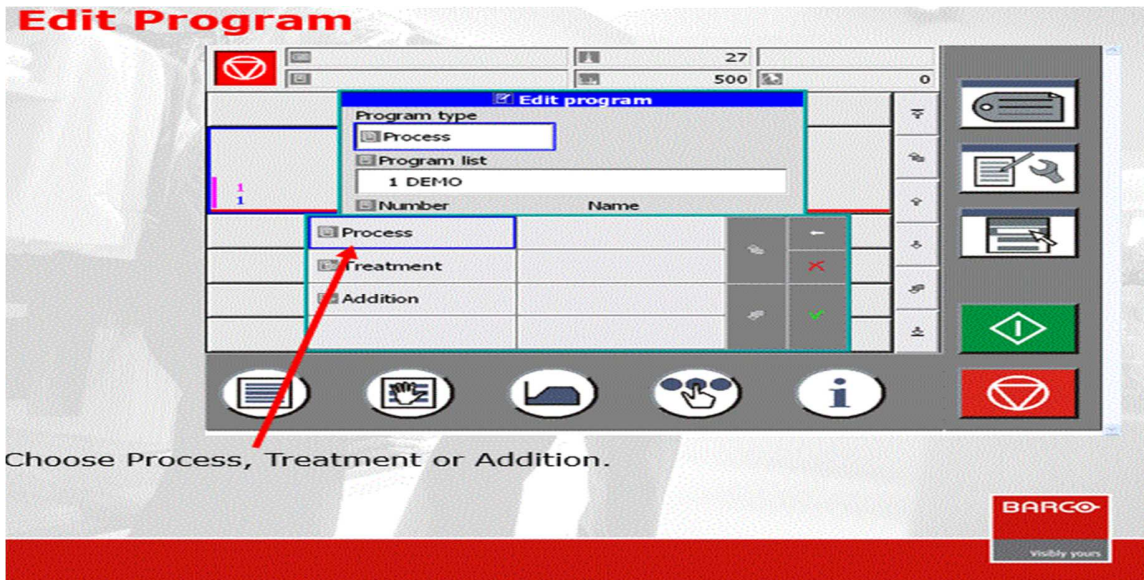 Edit Program
27
500
0
Edit program
Program type
Process
Program list
1 DEMO
Number Name
1
1
Process
Treatment
Addition
Choose Process, Treatment or Addition.
BARCO
Visibly yours